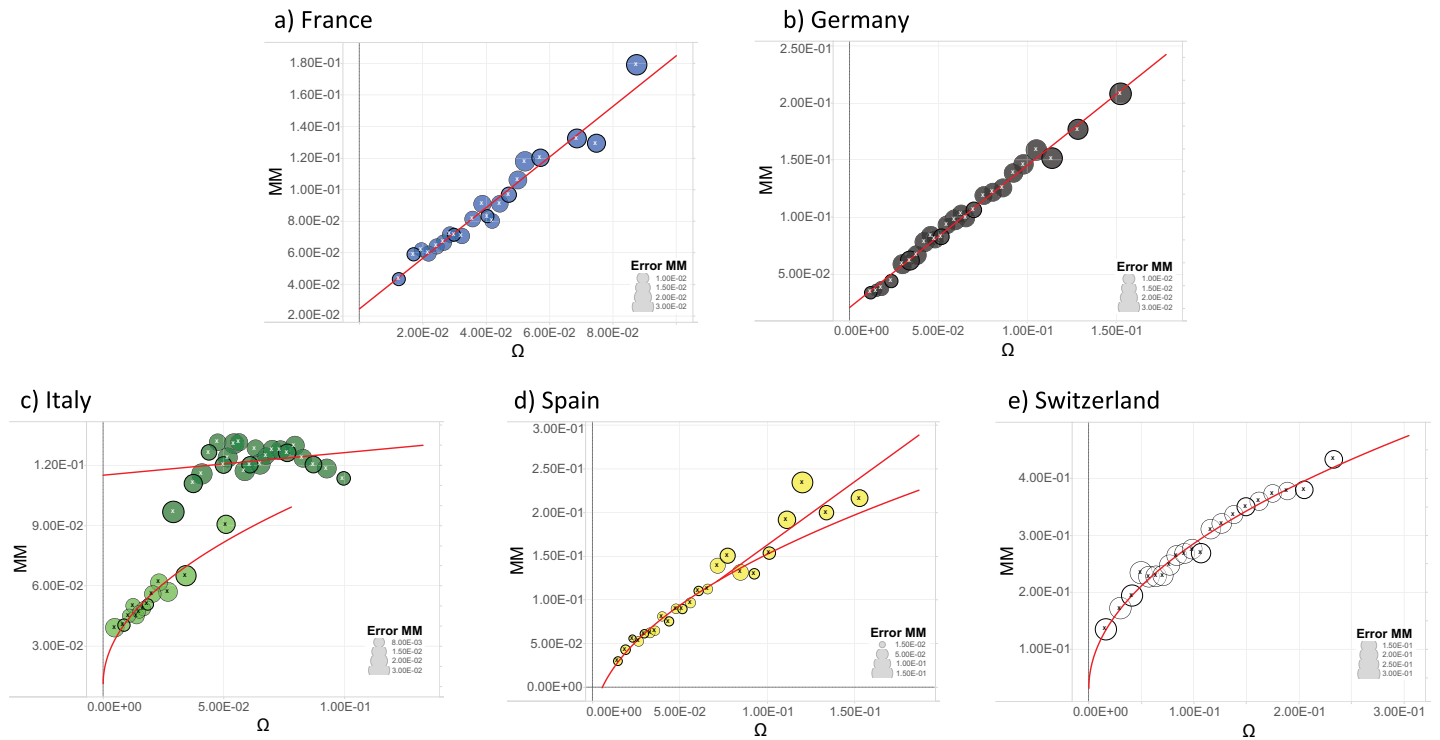 a) France
1.80E-01
1.60E-01
1.40E-01
1.20E-01
1.00E-01
8.00E-02
6.00E-02
4.00E-02
2.00E-02
MM
Error MM
1.00E-02
1.50E-02
2.00E-02
3.00E-02
2.00E-02 4.00E-02 6.00E-02 8.00E-02
Ω
b) Germany
2.50E-01
2.00E-01
1.50E-01
1.00E-01
5.00E-02
MM
Error MM
1.00E-02
1.50E-02
2.00E-02
3.00E-02
0.00E+00 5.00E-02 1.00E-01 1.50E-01
Ω
c) Italy
1.20E-01
9.00E-02
6.00E-02
3.00E-02
MM
Error MM
8.00E-03
1.50E-02
2.00E-02
3.00E-02
0.00E+00 5.00E-02 1.00E-01
Ω
d) Spain
3.00E-01
2.50E-01
2.00E-01
1.50E-01
1.00E-01
5.00E-02
0.00E+00
MM
Error MM
1.50E-02
5.00E-02
1.00E-01
1.50E-01
0.00E+00 5.00E-02 1.00E-01 1.50E-01
Ω
e) Switzerland
4.00E-01
3.00E-01
2.00E-01
1.00E-01
MM
Error MM
1.50E-01
2.00E-01
2.50E-01
3.00E-01
0.00E+00 1.00E-01 2.00E-01 3.00E-01
Ω